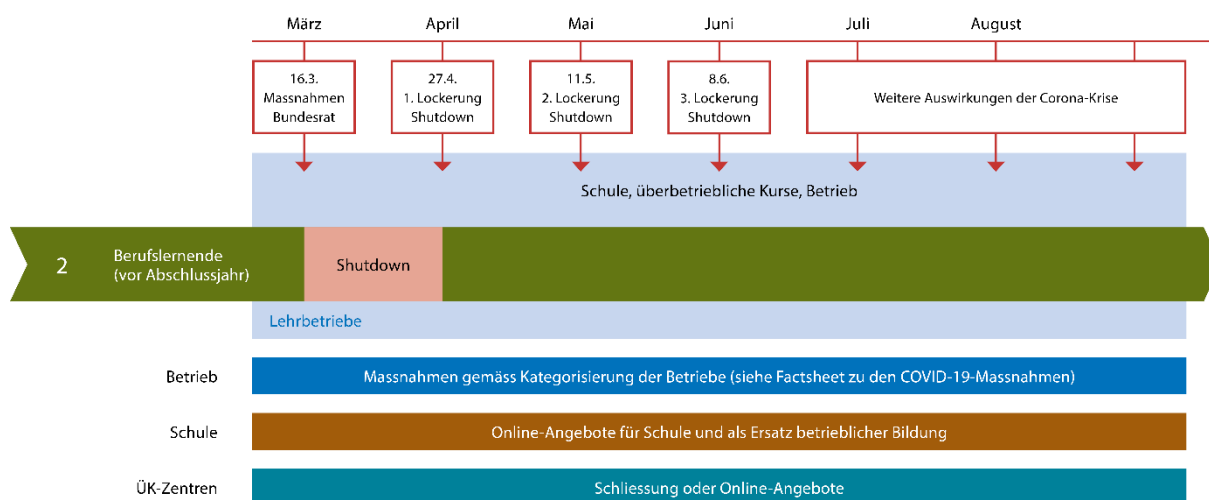 März
April
Mai
Juni
Juli
August
16.3.
Massnahmen
Bundesrat
27.4.
1. Lockerung
Shutdown
11.5.
2. Lockerung
Shutdown
8.6.
3. Lockerung
Shutdown
Weitere Auswirkungen der Corona-Krise
Schule, überbetriebliche Kurse, Betrieb
2
Berufslernende
(vor Abschlussjahr)
Shutdown
Lehrbetriebe
Betrieb
Massnahmen gemäss Kategorisierung der Betriebe (siehe Factsheet zu den COVID-19-Massnahmen)
Schule
Online-Angebote für Schule und als Ersatz betrieblicher Bildung
ÜK-Zentren
Schliessung oder Online-Angebote